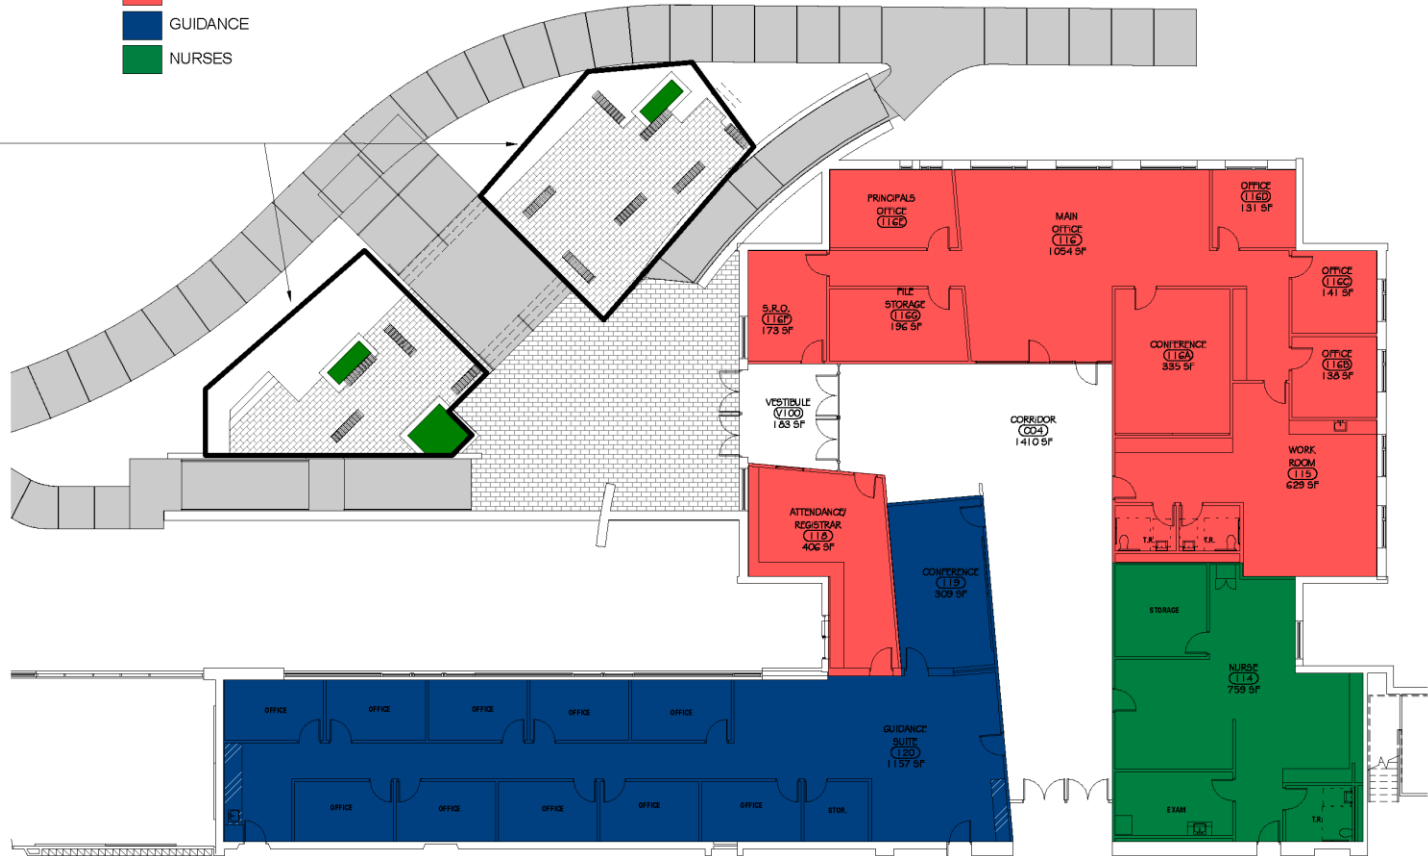 GUIDANCE
NURSES
PRINCIPALS
OFFICE
116E
MAIN
OFFICE
116
1054 SF
OFFICE
116D
131 SF
S.R.O.
116F
173 SF
FILE
STORAGE
116G
196 SF
OFFICE
116C
141 SF
CONFERENCE
116A
335 SF
OFFICE
116B
138 SF
VESTIBULE
V100
183 SF
CORRIDOR
C04
1410 SF
WORK
ROOM
115
629 SF
ATTENDANCE/
REGISTRAR
118
406 SF
T.R.
T.R.
CONFERENCE
119
309 SF
STORAGE
NURSE
114
759 SF
OFFICE
OFFICE
OFFICE
OFFICE
OFFICE
GUIDANCE
SUITE
120
1157 SF
OFFICE
OFFICE
OFFICE
OFFICE
OFFICE
STOR.
EXAM
T.R.